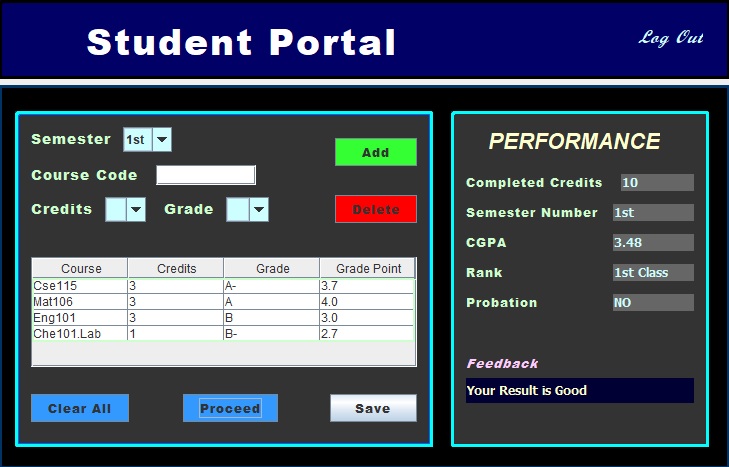 Student Portal
Log Out
Semester 1st
Add
Course Code
Credits Grade
Delete
Course Credits Grade Grade Point
Cse115 3 A- 3.7
Mat106 3 A 4.0
Eng101 3 B 3.0
Che101.Lab 1 B- 2.7
Clear All Proceed Save
PERFORMANCE
Completed Credits 10
Semester Number 1st
CGPA 3.48
Rank 1st Class
Probation NO
Feedback
Your Result is Good